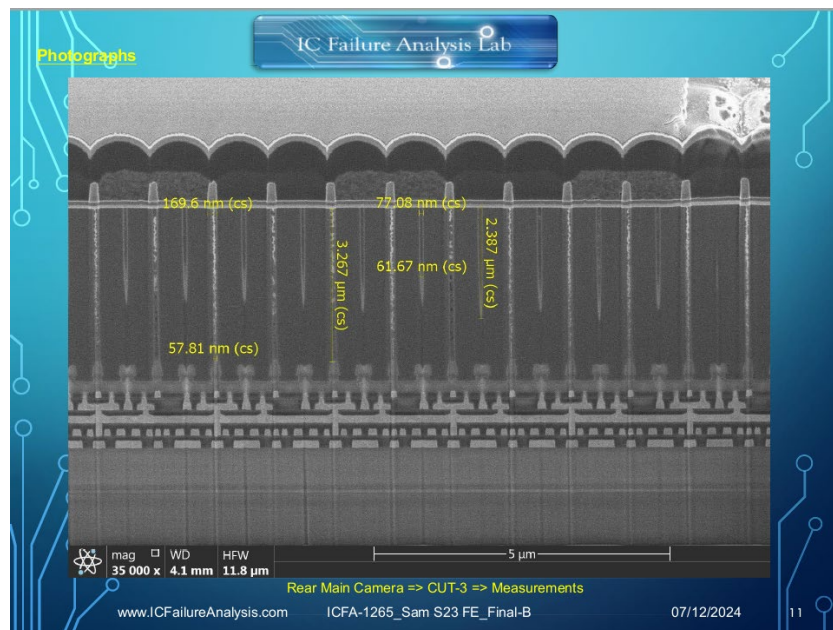 IC Failure Analysis Lab
Photographs
169.6 nm (cs)
77.08 nm (cs)
2.387 µm (cs)
3.267 µm (cs)
61.67 nm (cs)
57.81 nm (cs)
mag WD HFW
35 000 x 4.1 mm 11.8 µm
5 µm
Rear Main Camera => CUT-3 => Measurements
www.ICFailureAnalysis.com ICFA-1265_Sam S23 FE_Final-B 07/12/2024 11